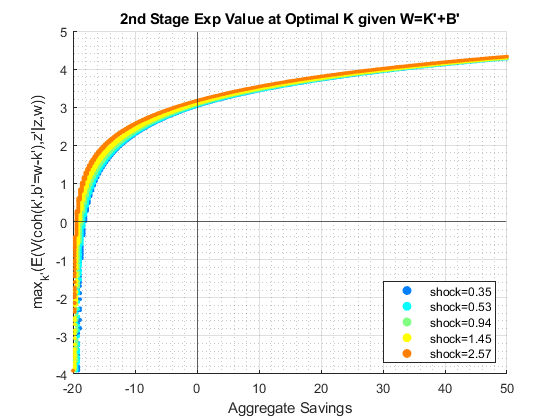 2nd Stage Exp Value at Optimal K given W=K'+B'
5
4
3
2
1
0
-1
-2
-3
-4
max_k'(E(V(coh(k',b'=w-k'),z'|z,w))
-20 -10 0 10 20 30 40 50
Aggregate Savings
shock=0.35
shock=0.53
shock=0.94
shock=1.45
shock=2.57